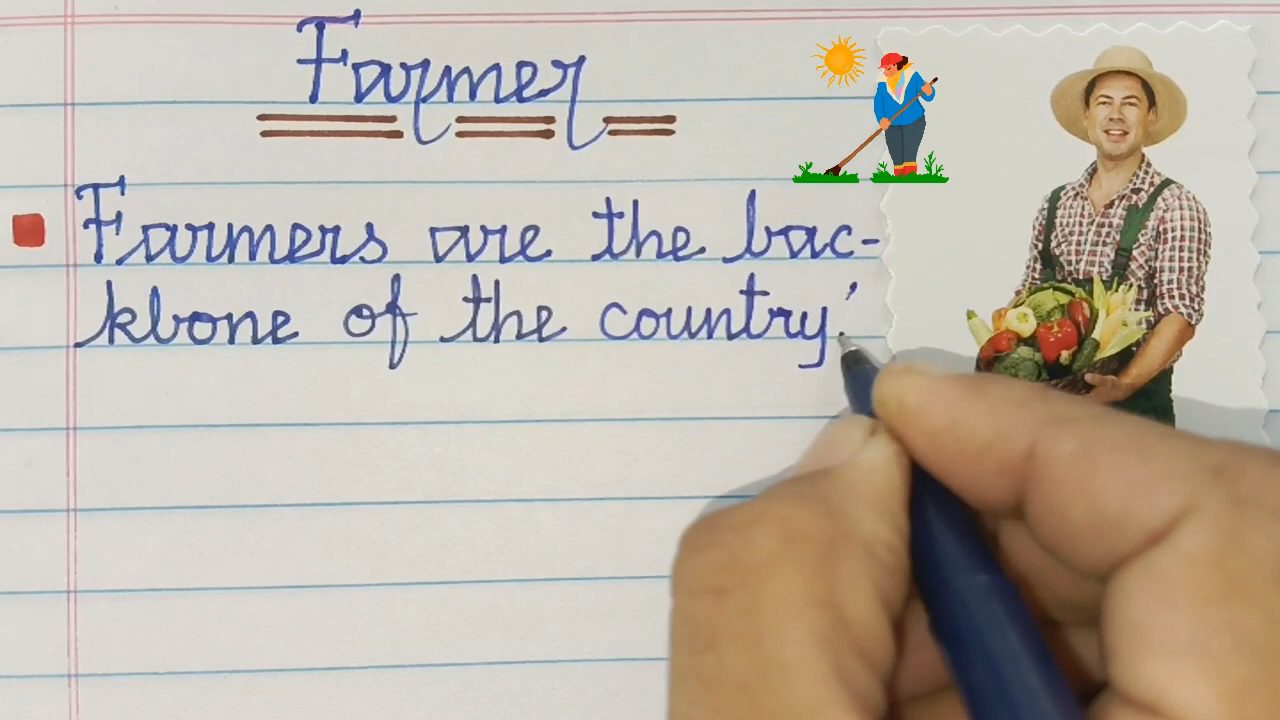 Farmer
Farmers are the bac-
kbone of the country.